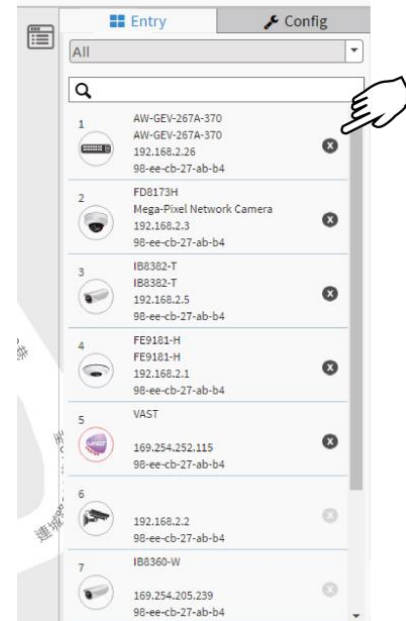 Entry
Config
All
1
AW-GEV-267A-370
AW-GEV-267A-370
192.168.2.26
98-ee-cb-27-ab-b4
2
FD8173H
Mega-Pixel Network Camera
192.168.2.3
98-ee-cb-27-ab-b4
3
IB8382-T
IB8382-T
192.168.2.5
98-ee-cb-27-ab-b4
4
FE9181-H
FE9181-H
192.168.2.1
98-ee-cb-27-ab-b4
5
VAST
169.254.252.115
98-ee-cb-27-ab-b4
6
192.168.2.2
98-ee-cb-27-ab-b4
7
IB8360-W
169.254.205.239
98-ee-cb-27-ab-b4